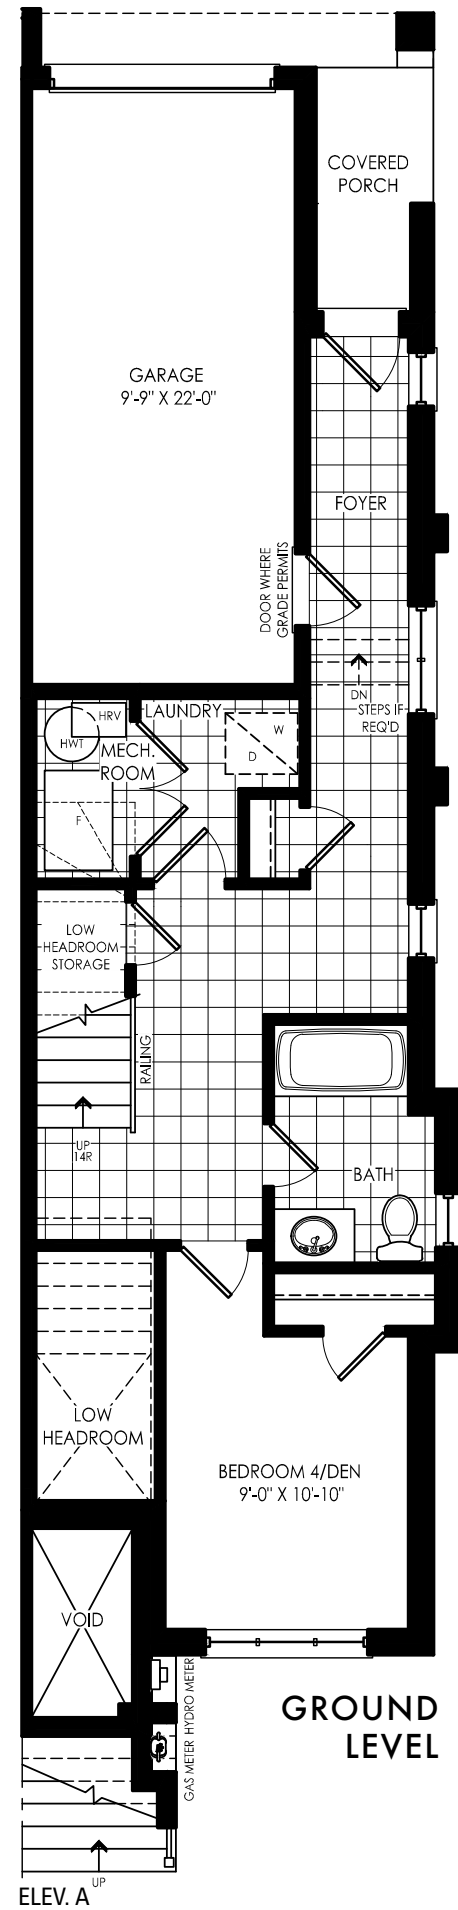 COVERED
PORCH
GARAGE
9'-9" X 22'-0"
FOYER
DOOR WHERE
GRADE PERMITS
DN
STEPS IF
REQ'D
LAUNDRY
HRV
W
HWT
MECH.
ROOM
D
F
LOW
HEADROOM
STORAGE
RAILING
UP
14R
BATH
LOW
HEADROOM
BEDROOM 4/DEN
9'-0" X 10'-10"
VOID
GAS METER HYDRO METER
GROUND
LEVEL
UP
ELEV. A